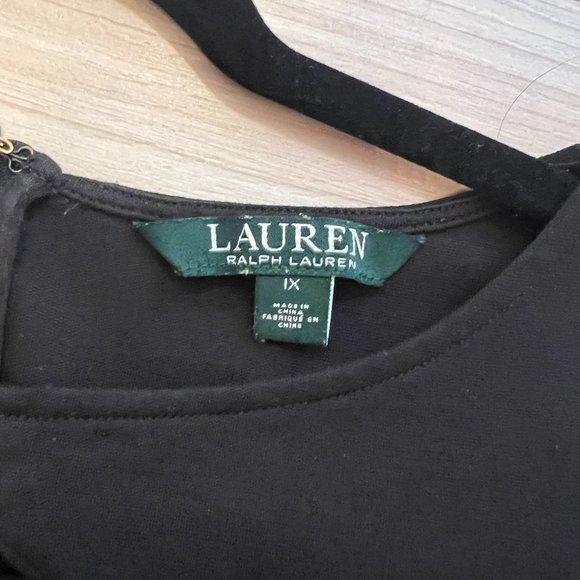 LAUREN
RALPH LAUREN
1X
MADE IN
CHINA
FABRIQUÉ EN
CHINE